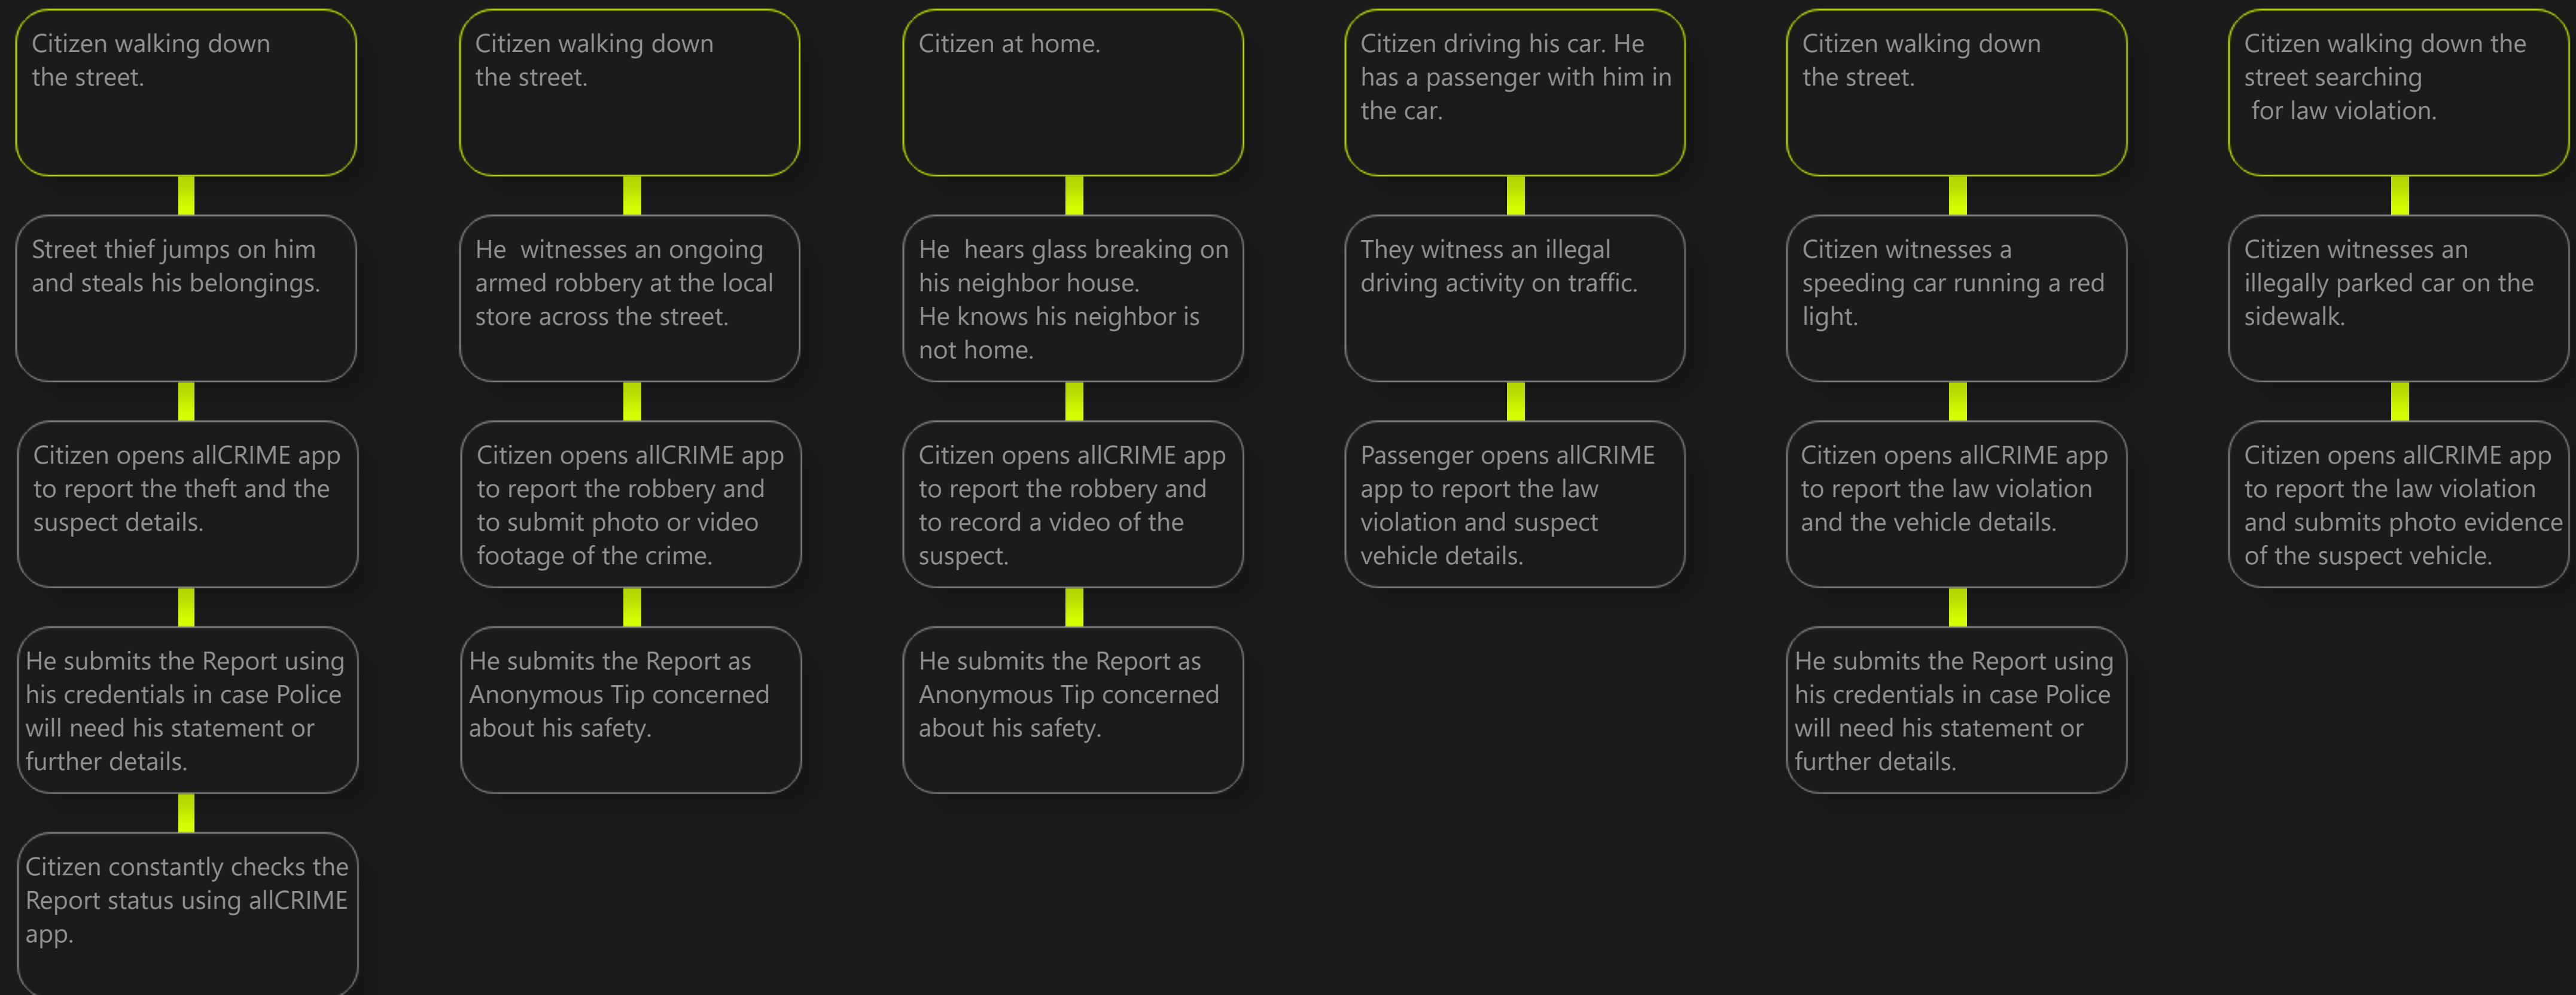 Citizen walking down
the street.
Street thief jumps on him
and steals his belongings.
Citizen opens allCRIME app
to report the theft and the
suspect details.
He submits the Report using
his credentials in case Police
will need his statement or
further details.
Citizen constantly checks the
Report status using allCRIME
app.
Citizen walking down
the street.
He  witnesses an ongoing
armed robbery at the local
store across the street.
Citizen opens allCRIME app
to report the robbery and
to submit photo or video
footage of the crime.
He submits the Report as
Anonymous Tip concerned
about his safety.
Citizen at home.
He  hears glass breaking on
his neighbor house.
He knows his neighbor is
not home.
Citizen opens allCRIME app
to report the robbery and
to record a video of the
suspect.
He submits the Report as
Anonymous Tip concerned
about his safety.
Citizen driving his car. He
has a passenger with him in
the car.
They witness an illegal
driving activity on traffic.
Passenger opens allCRIME
app to report the law
violation and suspect
vehicle details.
Citizen walking down
the street.
Citizen witnesses a
speeding car running a red
light.
Citizen opens allCRIME app
to report the law violation
and the vehicle details.
He submits the Report using
his credentials in case Police
will need his statement or
further details.
Citizen walking down the
street searching
for law violation.
Citizen witnesses an
illegally parked car on the
sidewalk.
Citizen opens allCRIME app
to report the law violation
and submits photo evidence
of the suspect vehicle.